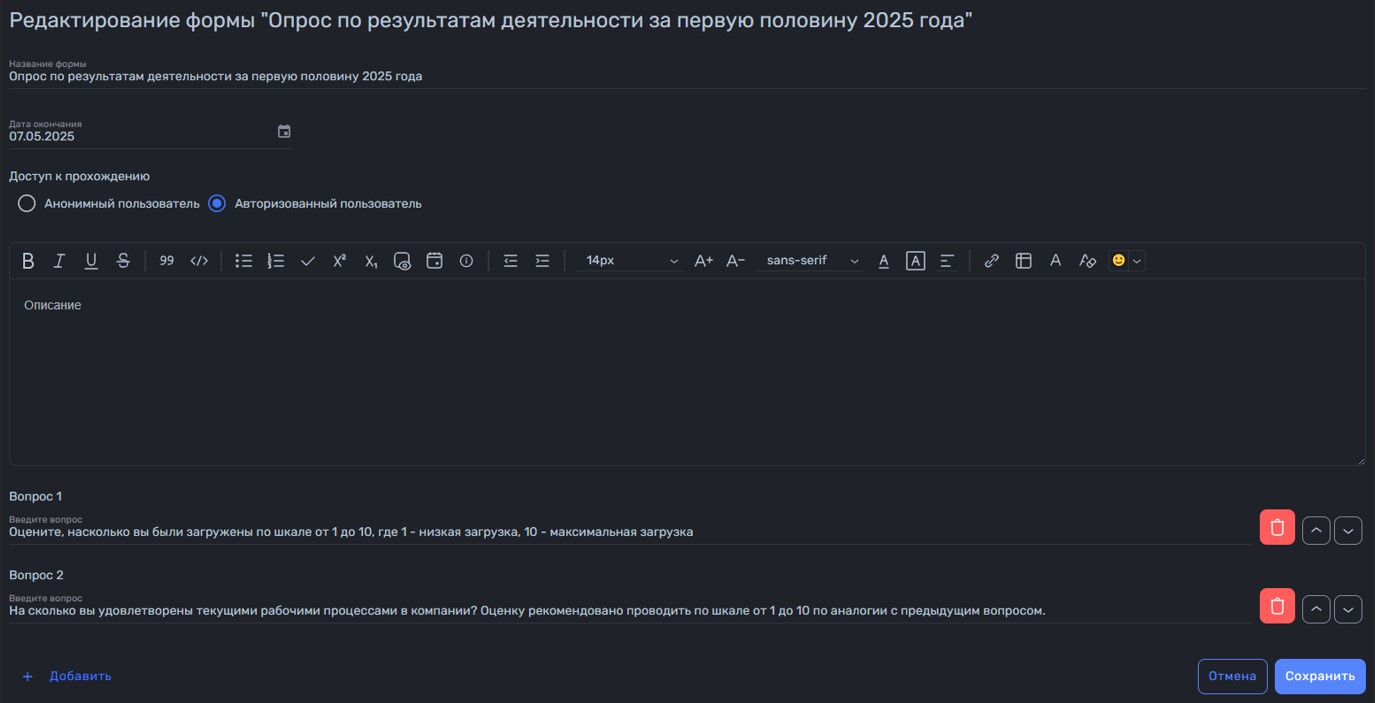 Редактирование формы "Опрос по результатам деятельности за первую половину 2025 года"
Название формы
Опрос по результатам деятельности за первую половину 2025 года
Дата окончания
07.05.2025
Доступ к прохождению
Анонимный пользователь Авторизованный пользователь
B I U S 99 </> X² X₁ 14px A+ A− sans-serif A A A
Описание
Вопрос 1
Введите вопрос
Оцените, насколько вы были загружены по шкале от 1 до 10, где 1 - низкая загрузка, 10 - максимальная загрузка
Вопрос 2
Введите вопрос
На сколько вы удовлетворены текущими рабочими процессами в компании? Оценку рекомендовано проводить по шкале от 1 до 10 по аналогии с предыдущим вопросом.
+ Добавить Отмена Сохранить